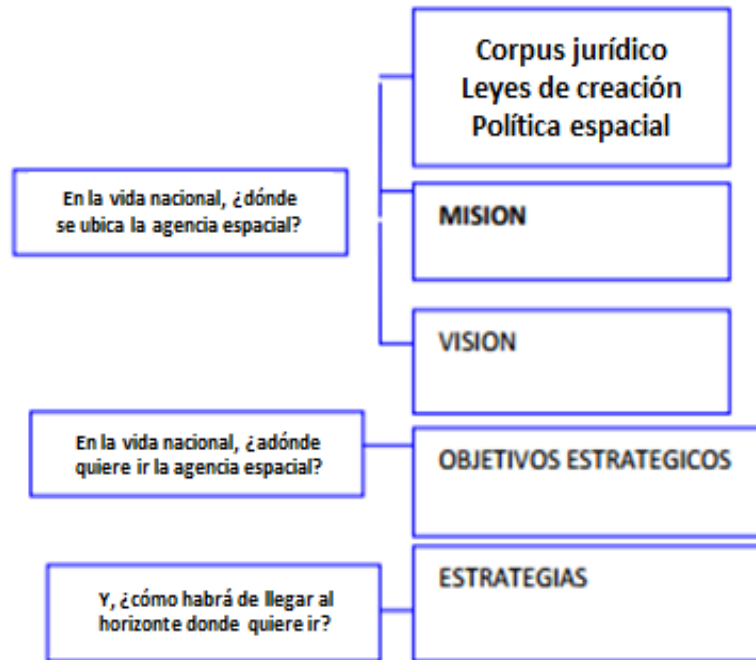 Corpus jurídico
Leyes de creación
Política espacial
En la vida nacional, ¿dónde
se ubica la agencia espacial?
MISION
VISION
En la vida nacional, ¿adónde
quiere ir la agencia espacial?
OBJETIVOS ESTRATEGICOS
Y, ¿cómo habrá de llegar al
horizonte donde quiere ir?
ESTRATEGIAS